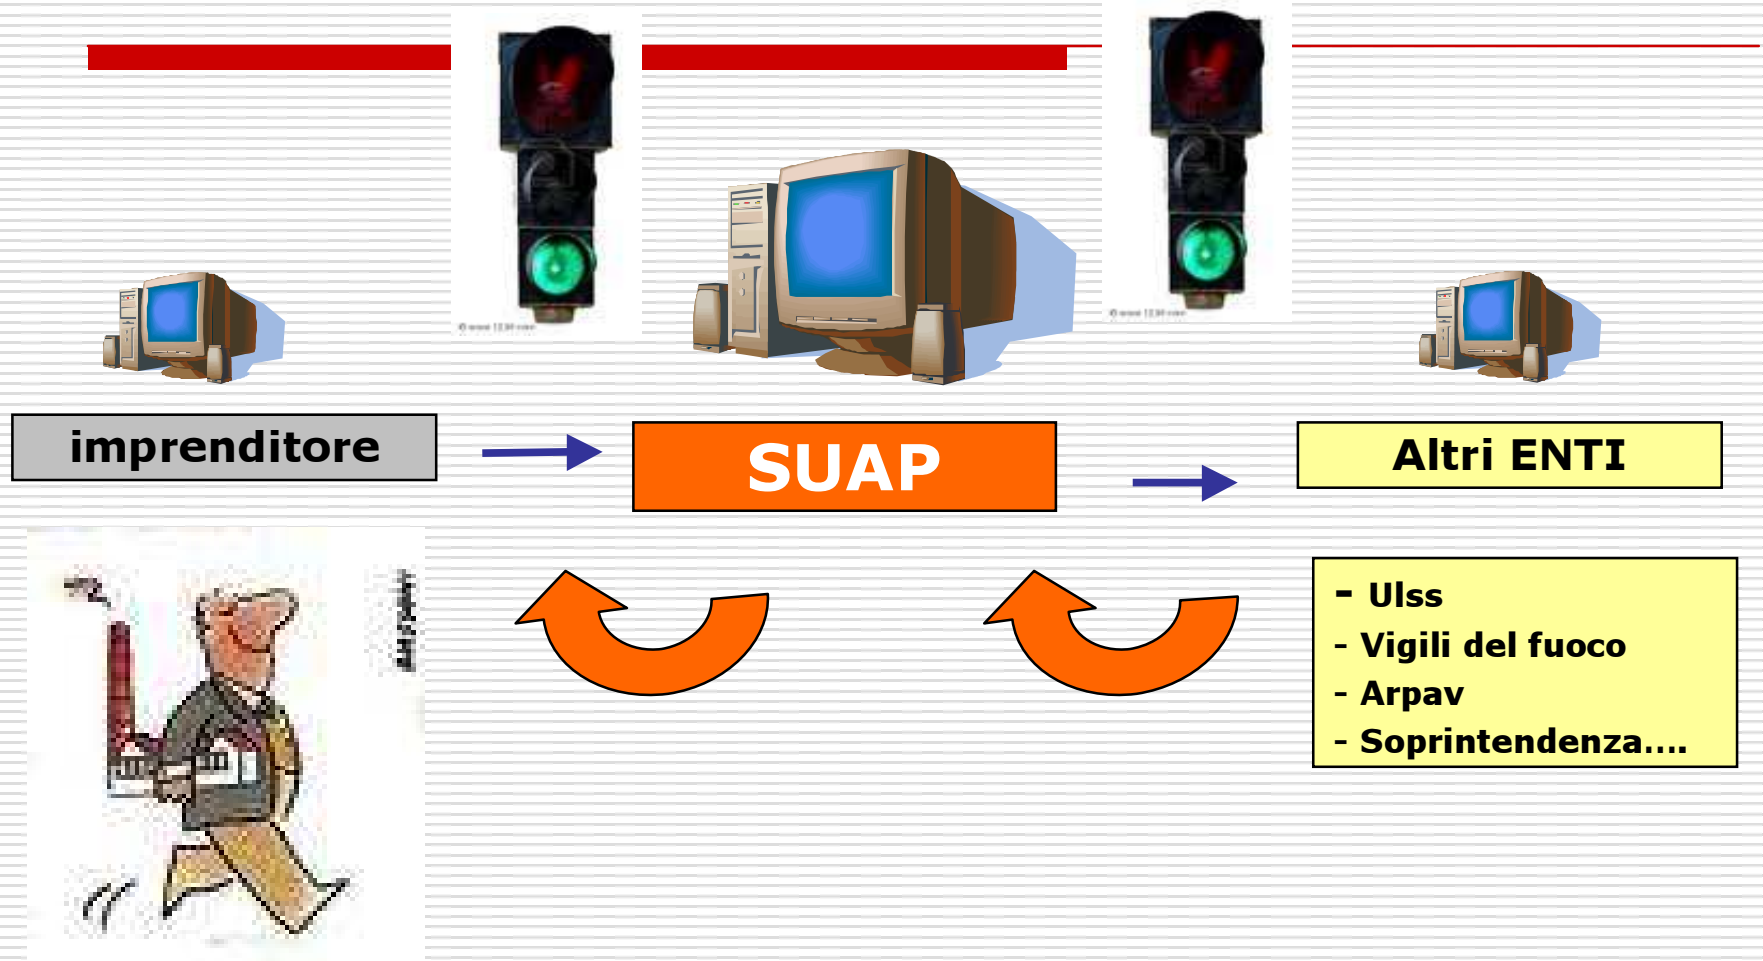 imprenditore
SUAP
Altri ENTI
- Ulss
- Vigili del fuoco
- Arpav
- Soprintendenza....